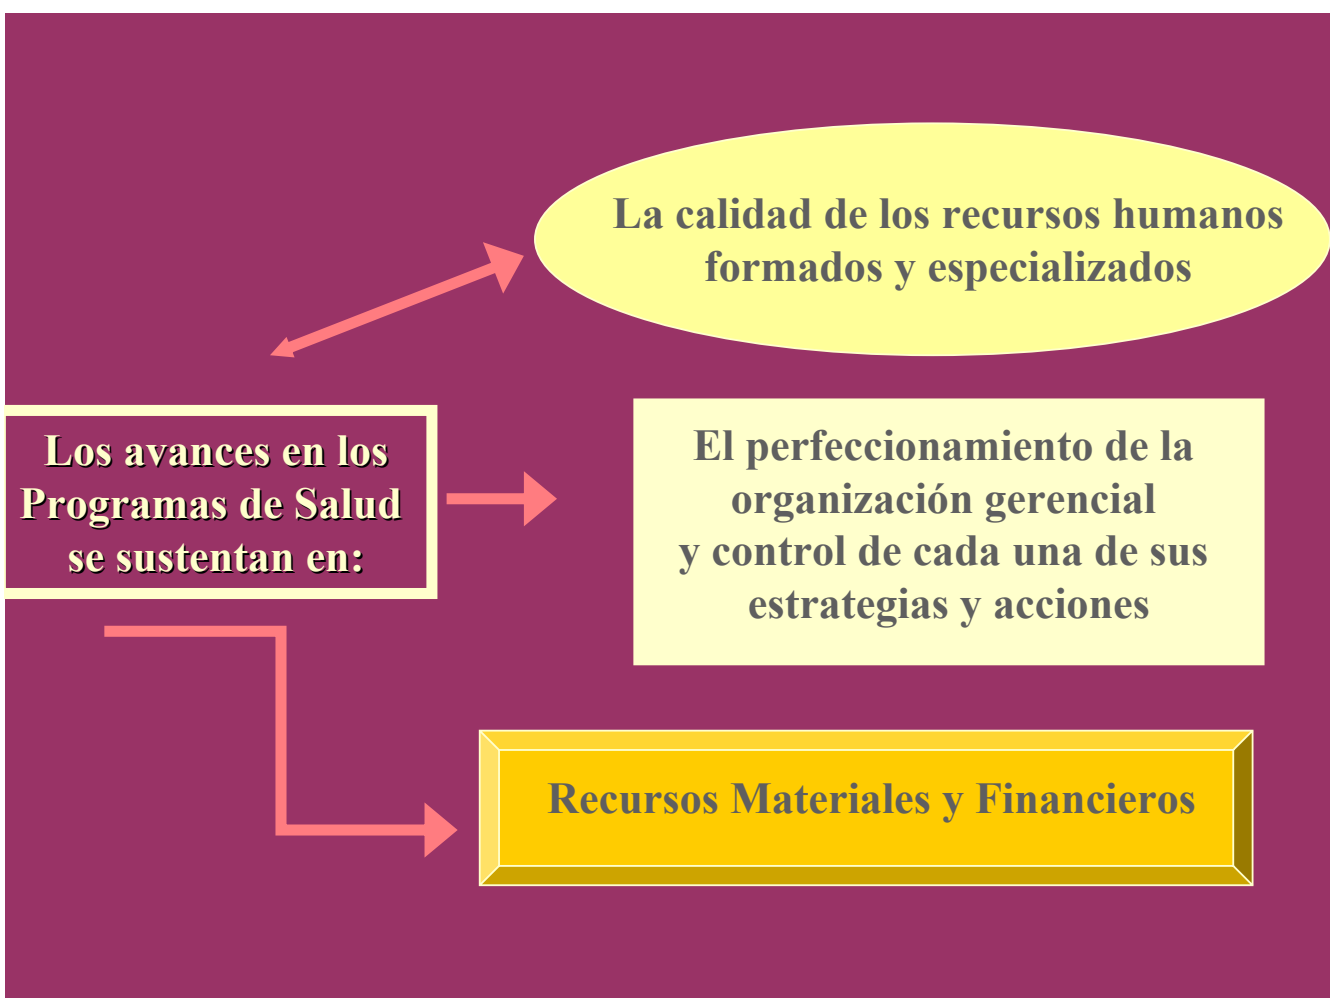 La calidad de los recursos humanos
formados y especializados
Los avances en los
Programas de Salud
se sustentan en:
El perfeccionamiento de la
organización gerencial
y control de cada una de sus
estrategias y acciones
Recursos Materiales y Financieros